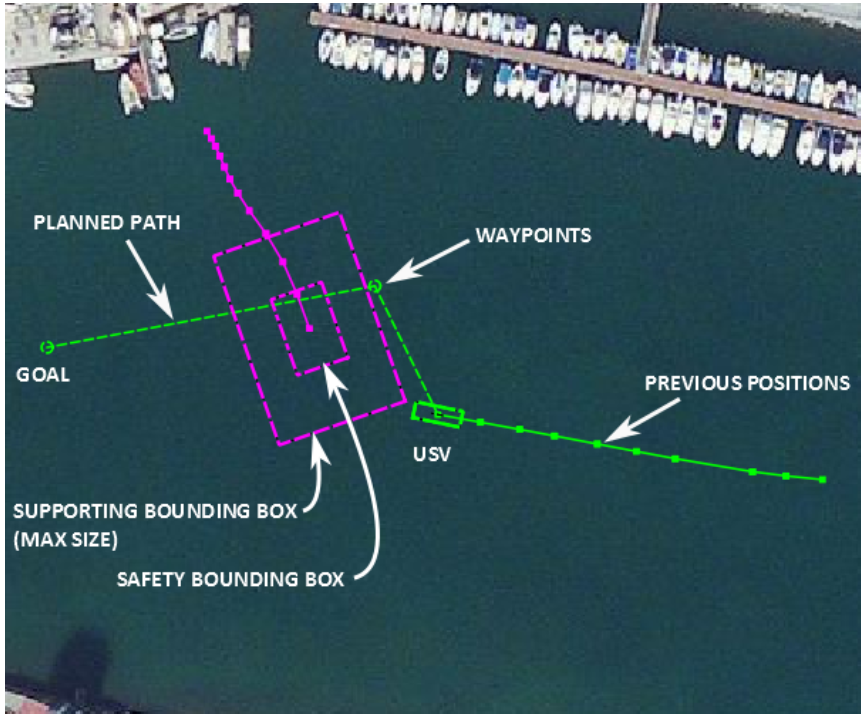 PLANNED PATH
WAYPOINTS
GOAL
PREVIOUS POSITIONS
USV
SUPPORTING BOUNDING BOX
(MAX SIZE)
SAFETY BOUNDING BOX